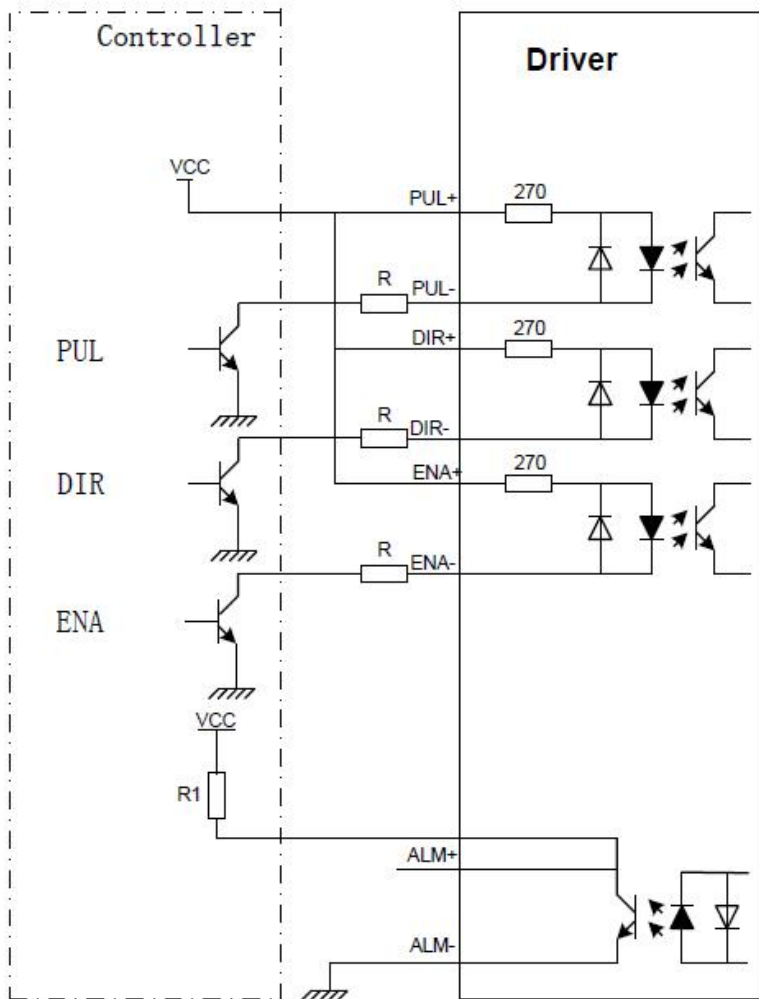 Controller
Driver
VCC
PUL+
270
R
PUL-
PUL
DIR+
270
R
DIR-
DIR
ENA+
270
R
ENA-
ENA
VCC
R1
ALM+
ALM-